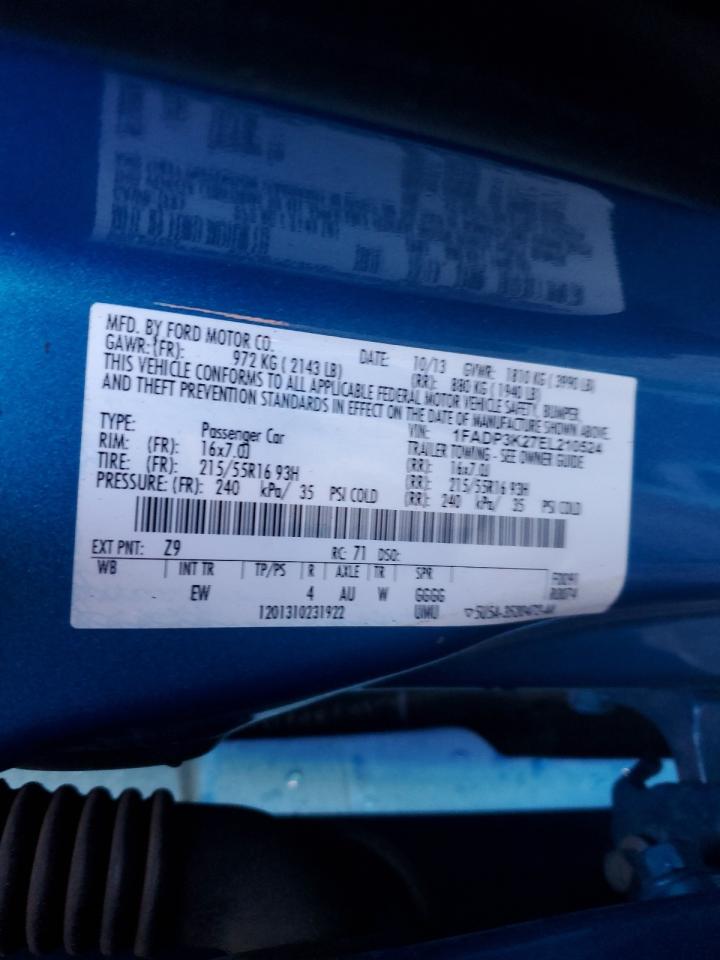 MFD. BY FORD MOTOR CO.
DATE: 10/13 GVWR: 1810 KG ( 3990 LB)
GAWR: (FR): 972 KG ( 2143 LB) (RR): 880 KG ( 1940 LB)
THIS VEHICLE CONFORMS TO ALL APPLICABLE FEDERAL MOTOR VEHICLE SAFETY, BUMPER,
AND THEFT PREVENTION STANDARDS IN EFFECT ON THE DATE OF MANUFACTURE SHOWN ABOVE.
VIN: 1FADP3K27EL210524
TYPE: Passenger Car TRAILER TOWING - SEE OWNER GUIDE
RIM: (FR): 16x7.0J (RR): 16x7.0J
TIRE: (FR): 215/55R16 93H (RR): 215/55R16 93H
PRESSURE: (FR): 240 kPa/ 35 PSI COLD (RR): 240 kPa/ 35 PSI COLD
EXT PNT: Z9 RC: 71 DSO:
WB INT TR TP/PS R AXLE TR SPR
EW 4 AU W GGGG
1201310231922 UMU